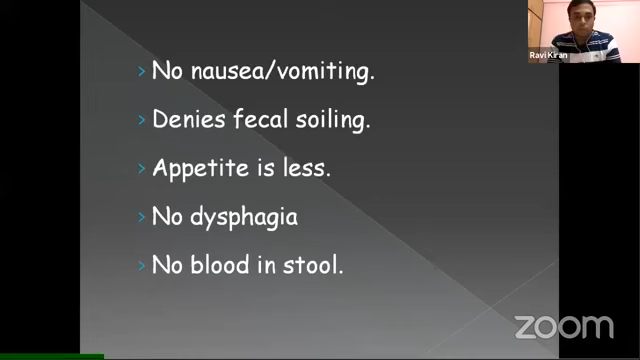 Ravi Kiran
› No nausea/vomiting.
› Denies fecal soiling.
› Appetite is less.
› No dysphagia
› No blood in stool.
zoom